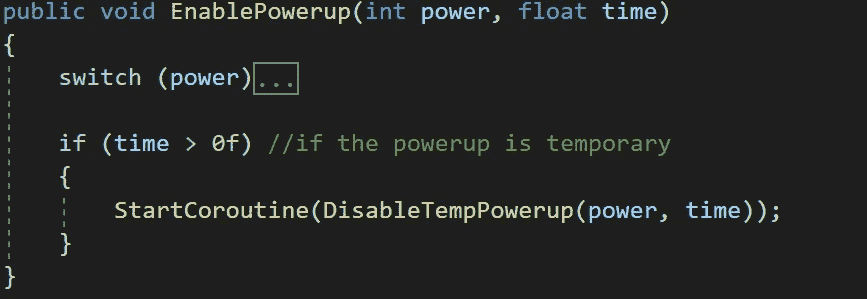 public void EnablePowerup(int power, float time)
{
    switch (power)...

    if (time > 0f) //if the powerup is temporary
    {
        StartCoroutine(DisableTempPowerup(power, time));
    }
}